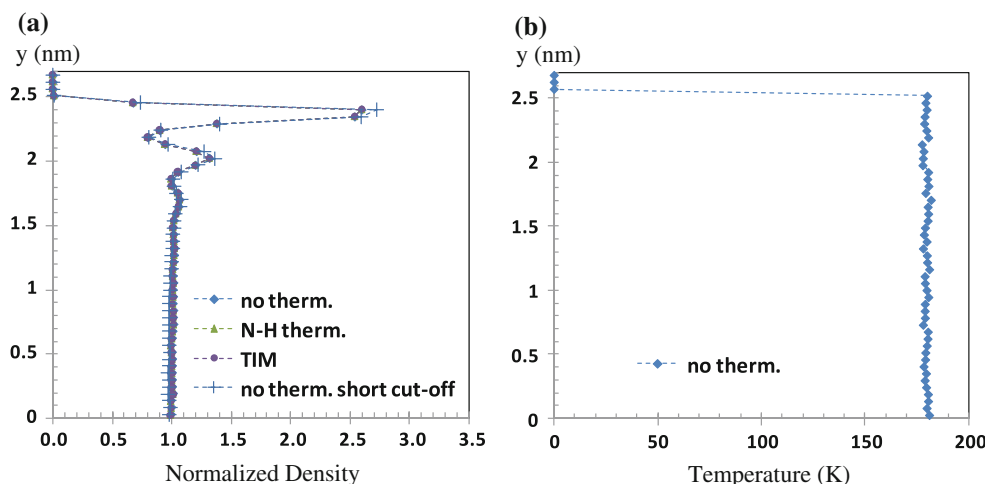 (a)
y (nm)
2.5
2
1.5
1
0.5
0
0.0 0.5 1.0 1.5 2.0 2.5 3.0 3.5
no therm.
N-H therm.
TIM
no therm. short cut-off
Normalized Density
(b)
y (nm)
2.5
2
1.5
1
0.5
0
0 50 100 150 200
no therm.
Temperature (K)